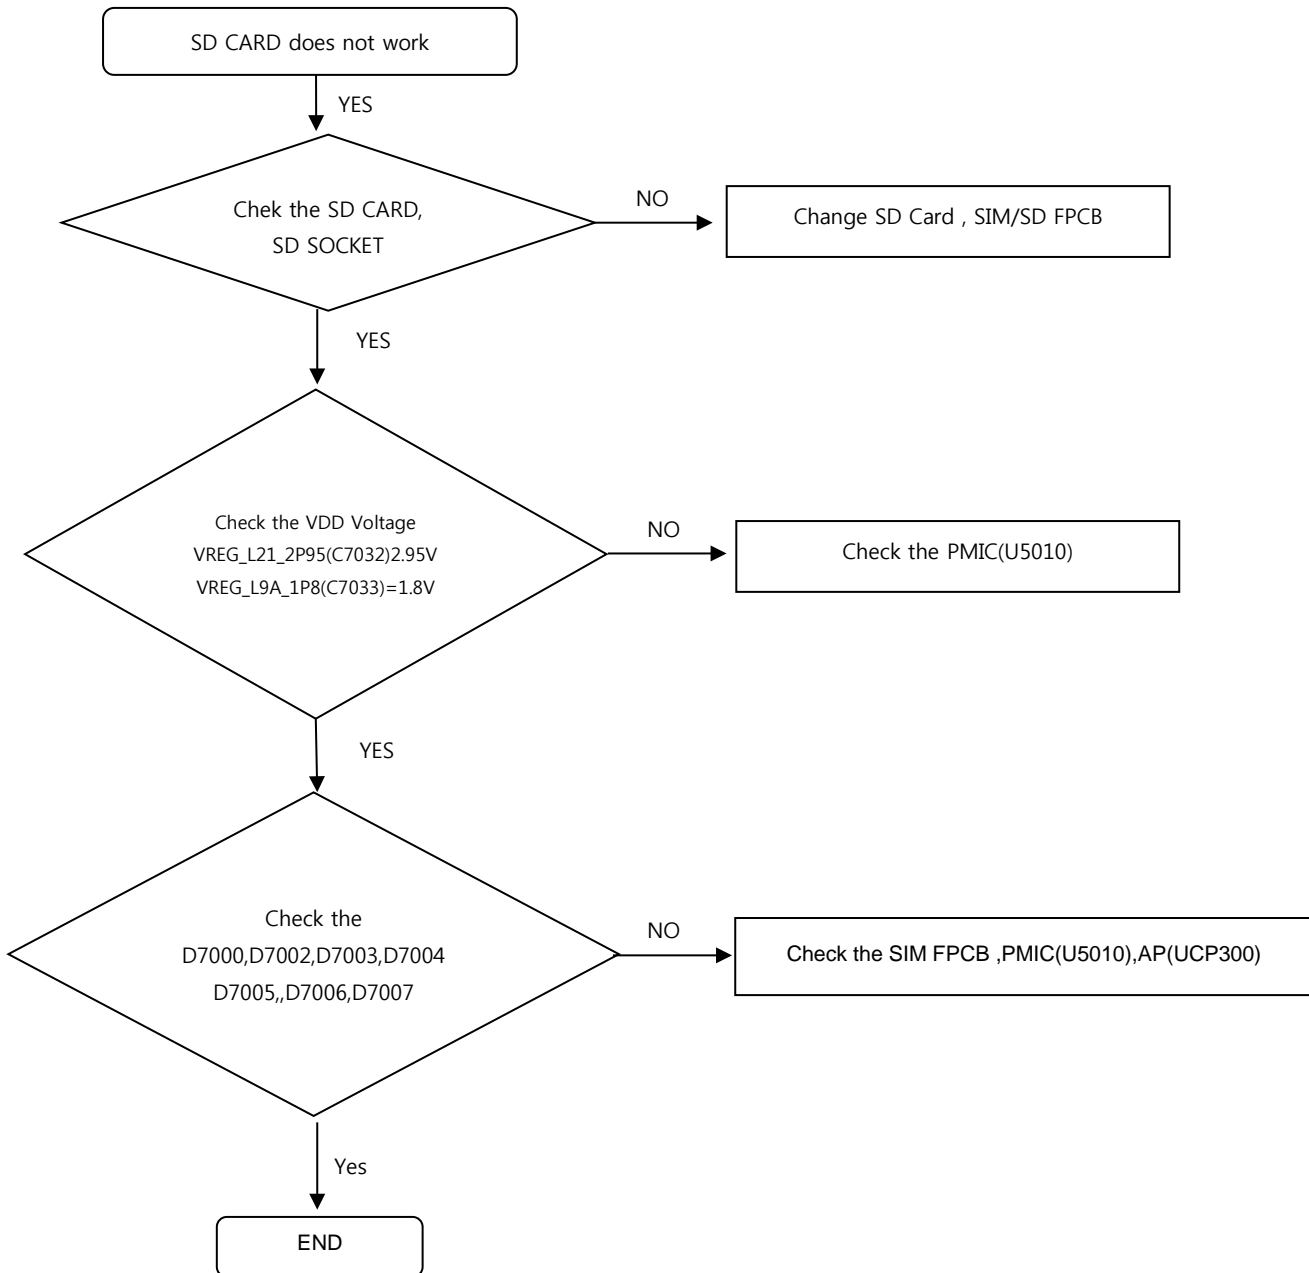 SD CARD does not work
YES
Chek the SD CARD,
SD SOCKET
NO
Change SD Card , SIM/SD FPCB
YES
Check the VDD Voltage
VREG_L21_2P95(C7032)2.95V
VREG_L9A_1P8(C7033)=1.8V
NO
Check the PMIC(U5010)
YES
Check the
D7000,D7002,D7003,D7004
D7005,,D7006,D7007
NO
Check the SIM FPCB ,PMIC(U5010),AP(UCP300)
Yes
END